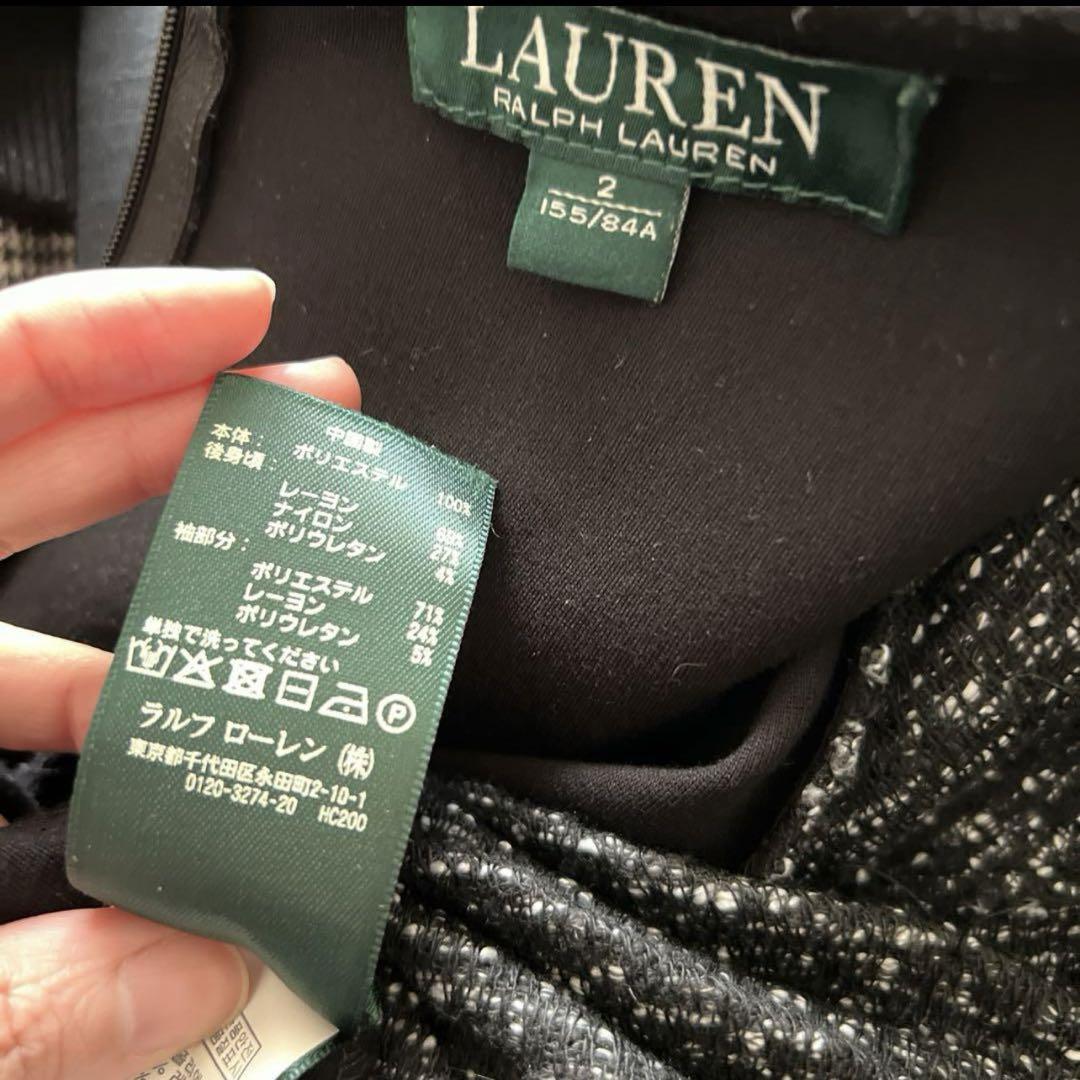 LAUREN
RALPH LAUREN
2
155/84A
中国製
本体:
ポリエステル 100%
後身頃:
レーヨン 69%
ナイロン 27%
ポリウレタン 4%
袖部分:
ポリエステル 71%
レーヨン 24%
ポリウレタン 5%
単独で洗ってください
P
ラルフ ローレン (株)
東京都千代田区永田町2-10-1
0120-3274-20 HC200